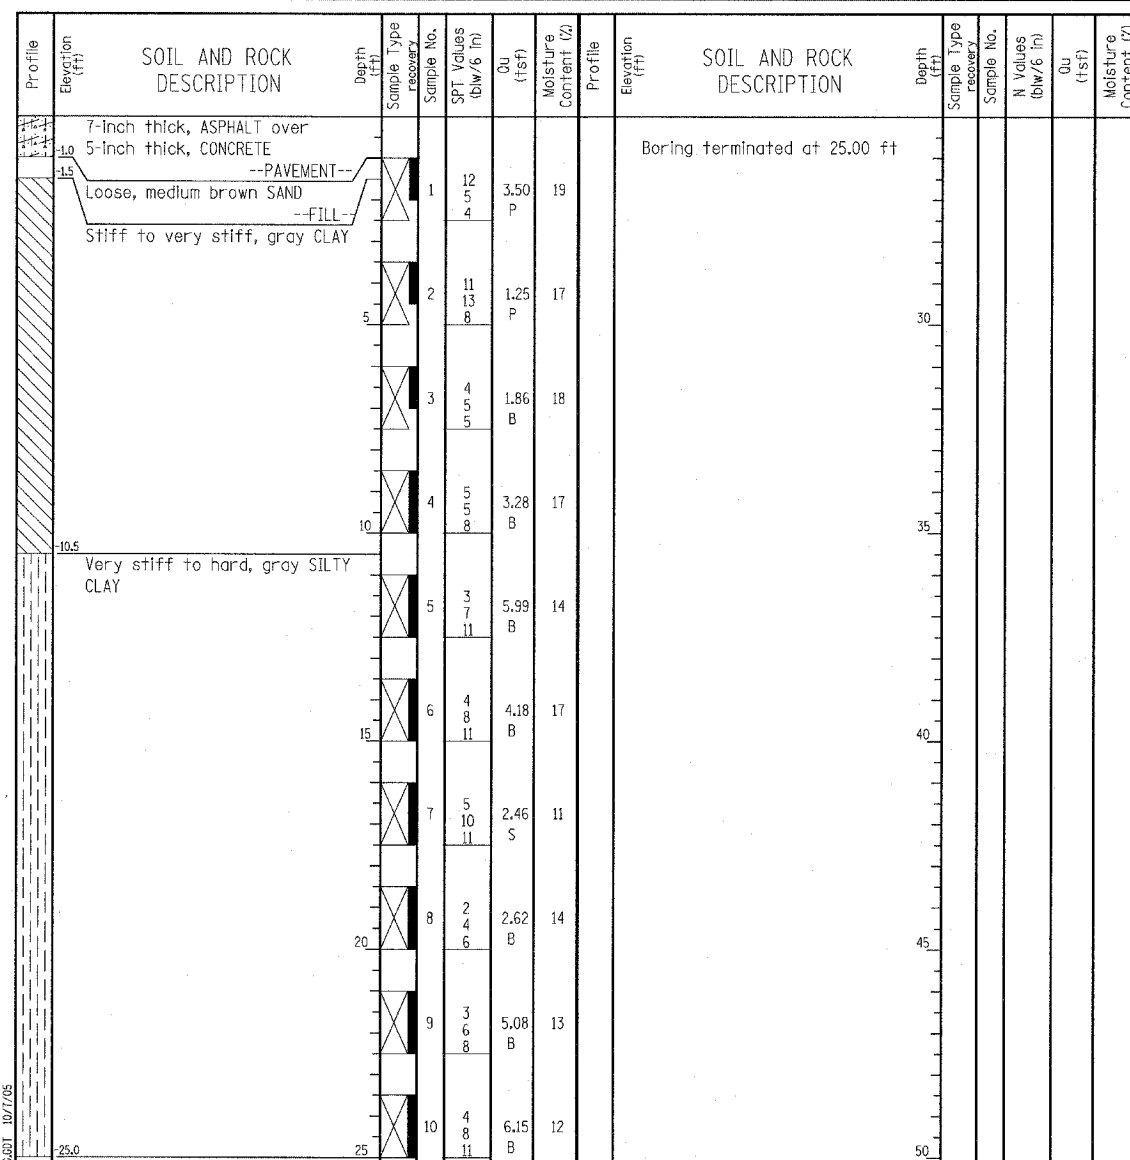 Profile
Elevation (ft)
SOIL AND ROCK
DESCRIPTION
Depth (ft)
Sample Type
recovery
Sample No.
SPT Values (blw/6 in)
Qu (tsf)
Moisture Content (%)
Profile
Elevation (ft)
SOIL AND ROCK
DESCRIPTION
Depth (ft)
Sample Type
recovery
Sample No.
N Values (blw/6 in)
Qu (tsf)
Moisture Content (%)
7-inch thick, ASPHALT over
-1.0 5-inch thick, CONCRETE
--PAVEMENT--
-1.5
Loose, medium brown SAND
--FILL--
Stiff to very stiff, gray CLAY
1 12 5 4 3.50 P 19
2 11 13 8 1.25 P 17
5
3 4 5 5 1.86 B 18
4 5 5 8 3.28 B 17
10
-10.5
Very stiff to hard, gray SILTY
CLAY
5 3 7 11 5.99 B 14
6 4 8 11 4.18 B 17
15
7 5 10 11 2.46 S 11
8 2 4 6 2.62 B 14
20
9 3 6 8 5.08 B 13
10 4 8 11 6.15 B 12
-25.0 25
Boring terminated at 25.00 ft
30
35
40
45
50
.GDT 10/7/05